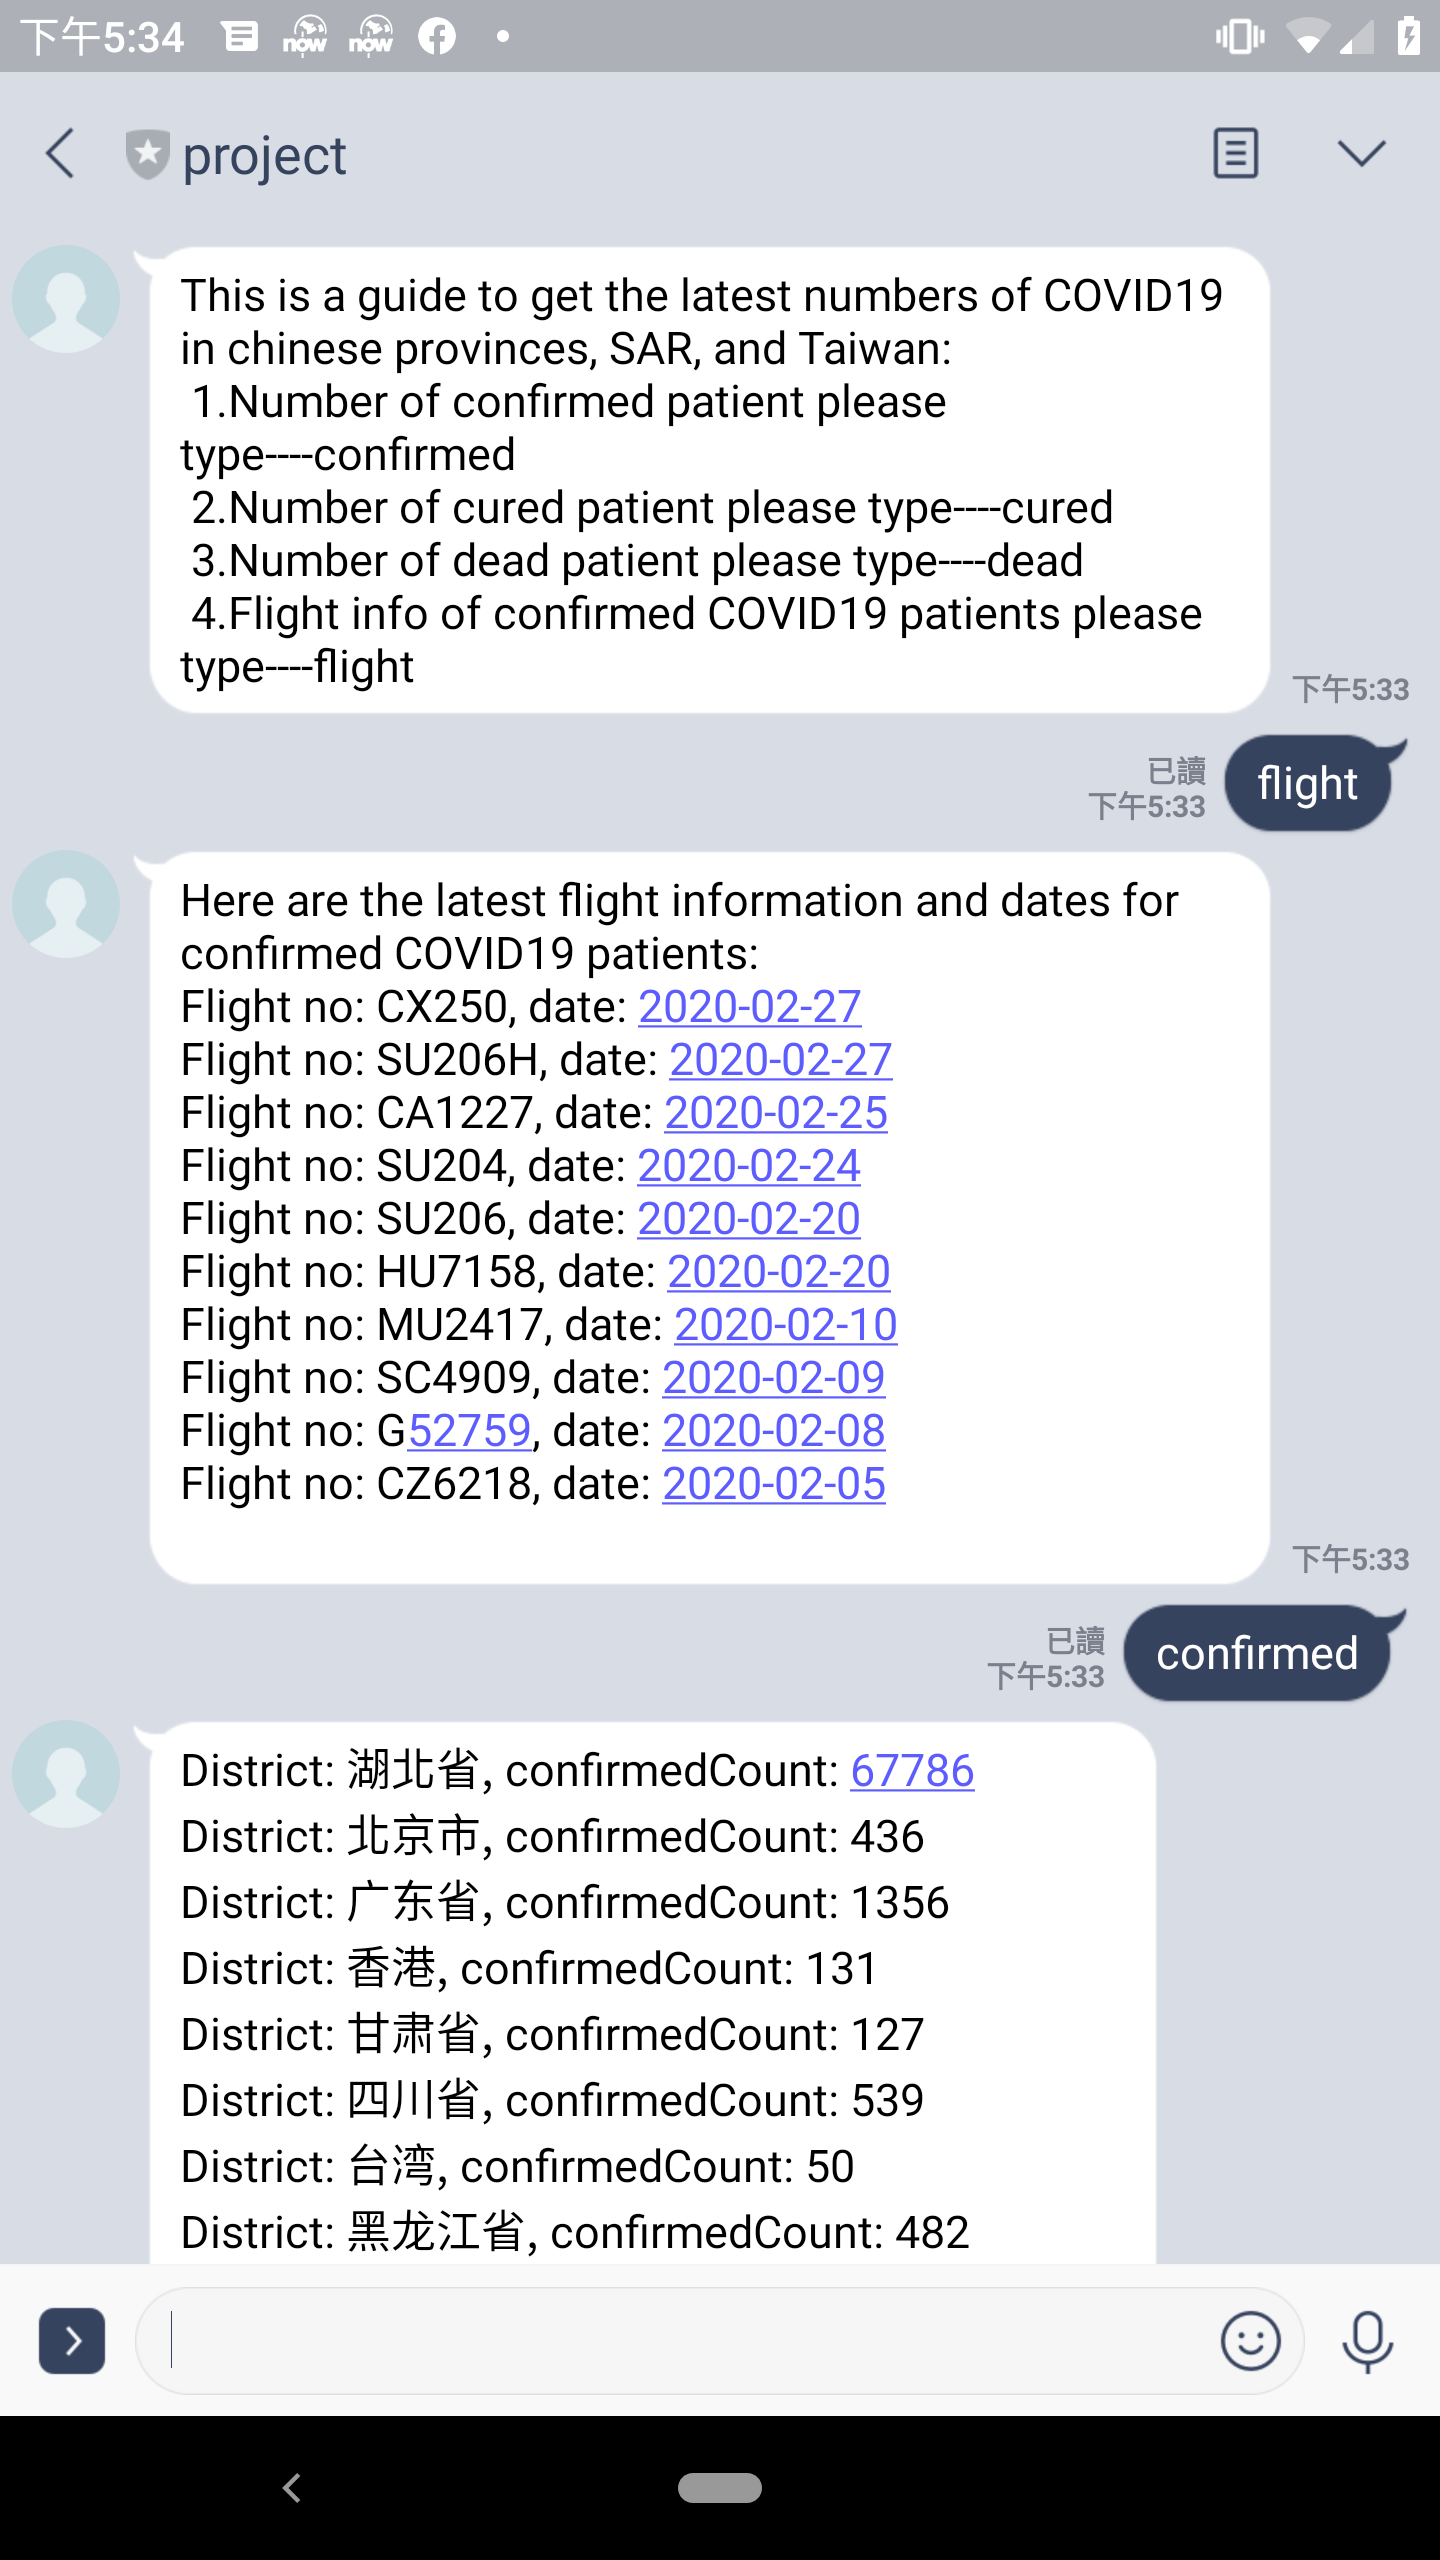 下午5:34
now now
project
This is a guide to get the latest numbers of COVID19
in chinese provinces, SAR, and Taiwan:
1.Number of confirmed patient please
type----confirmed
2.Number of cured patient please type----cured
3.Number of dead patient please type----dead
4.Flight info of confirmed COVID19 patients please
type----flight
下午5:33
已讀
下午5:33
flight
Here are the latest flight information and dates for
confirmed COVID19 patients:
Flight no: CX250, date: 2020-02-27
Flight no: SU206H, date: 2020-02-27
Flight no: CA1227, date: 2020-02-25
Flight no: SU204, date: 2020-02-24
Flight no: SU206, date: 2020-02-20
Flight no: HU7158, date: 2020-02-20
Flight no: MU2417, date: 2020-02-10
Flight no: SC4909, date: 2020-02-09
Flight no: G52759, date: 2020-02-08
Flight no: CZ6218, date: 2020-02-05
下午5:33
已讀
下午5:33
confirmed
District: 湖北省, confirmedCount: 67786
District: 北京市, confirmedCount: 436
District: 广东省, confirmedCount: 1356
District: 香港, confirmedCount: 131
District: 甘肃省, confirmedCount: 127
District: 四川省, confirmedCount: 539
District: 台湾, confirmedCount: 50
District: 黑龙江省, confirmedCount: 482